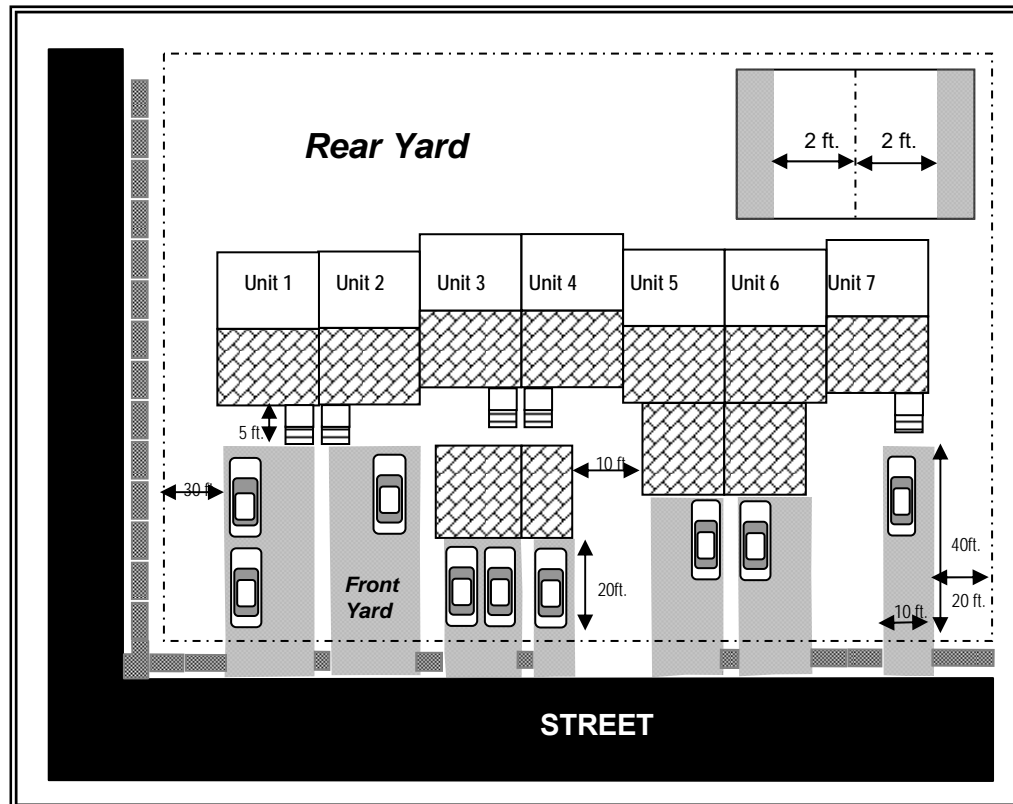 Rear Yard
2 ft.
2 ft.
Unit 1
Unit 2
Unit 3
Unit 4
Unit 5
Unit 6
Unit 7
5 ft.
30 ft
10 ft.
Front
Yard
20ft.
40ft.
20 ft.
10 ft.
STREET